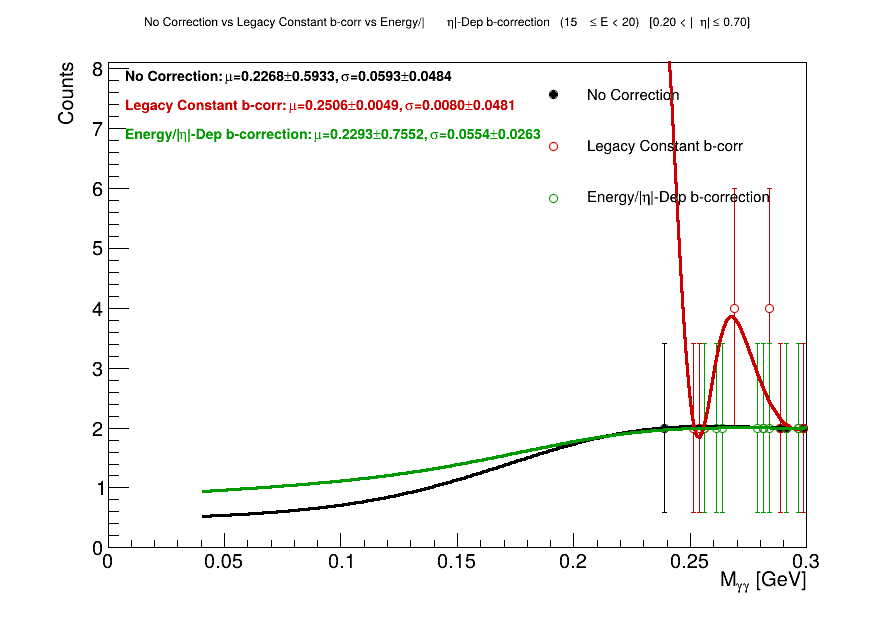 No Correction vs Legacy Constant b-corr vs Energy/| η|-Dep b-correction (15 ≤ E < 20) [0.20 < | η| ≤ 0.70]
Counts
No Correction: μ=0.2268±0.5933, σ=0.0593±0.0484
Legacy Constant b-corr: μ=0.2506±0.0049, σ=0.0080±0.0481
Energy/|η|-Dep b-correction: μ=0.2293±0.7552, σ=0.0554±0.0263
No Correction
Legacy Constant b-corr
Energy/|η|-Dep b-correction
8
7
6
5
4
3
2
1
0
0 0.05 0.1 0.15 0.2 0.25 0.3
Mγγ [GeV]